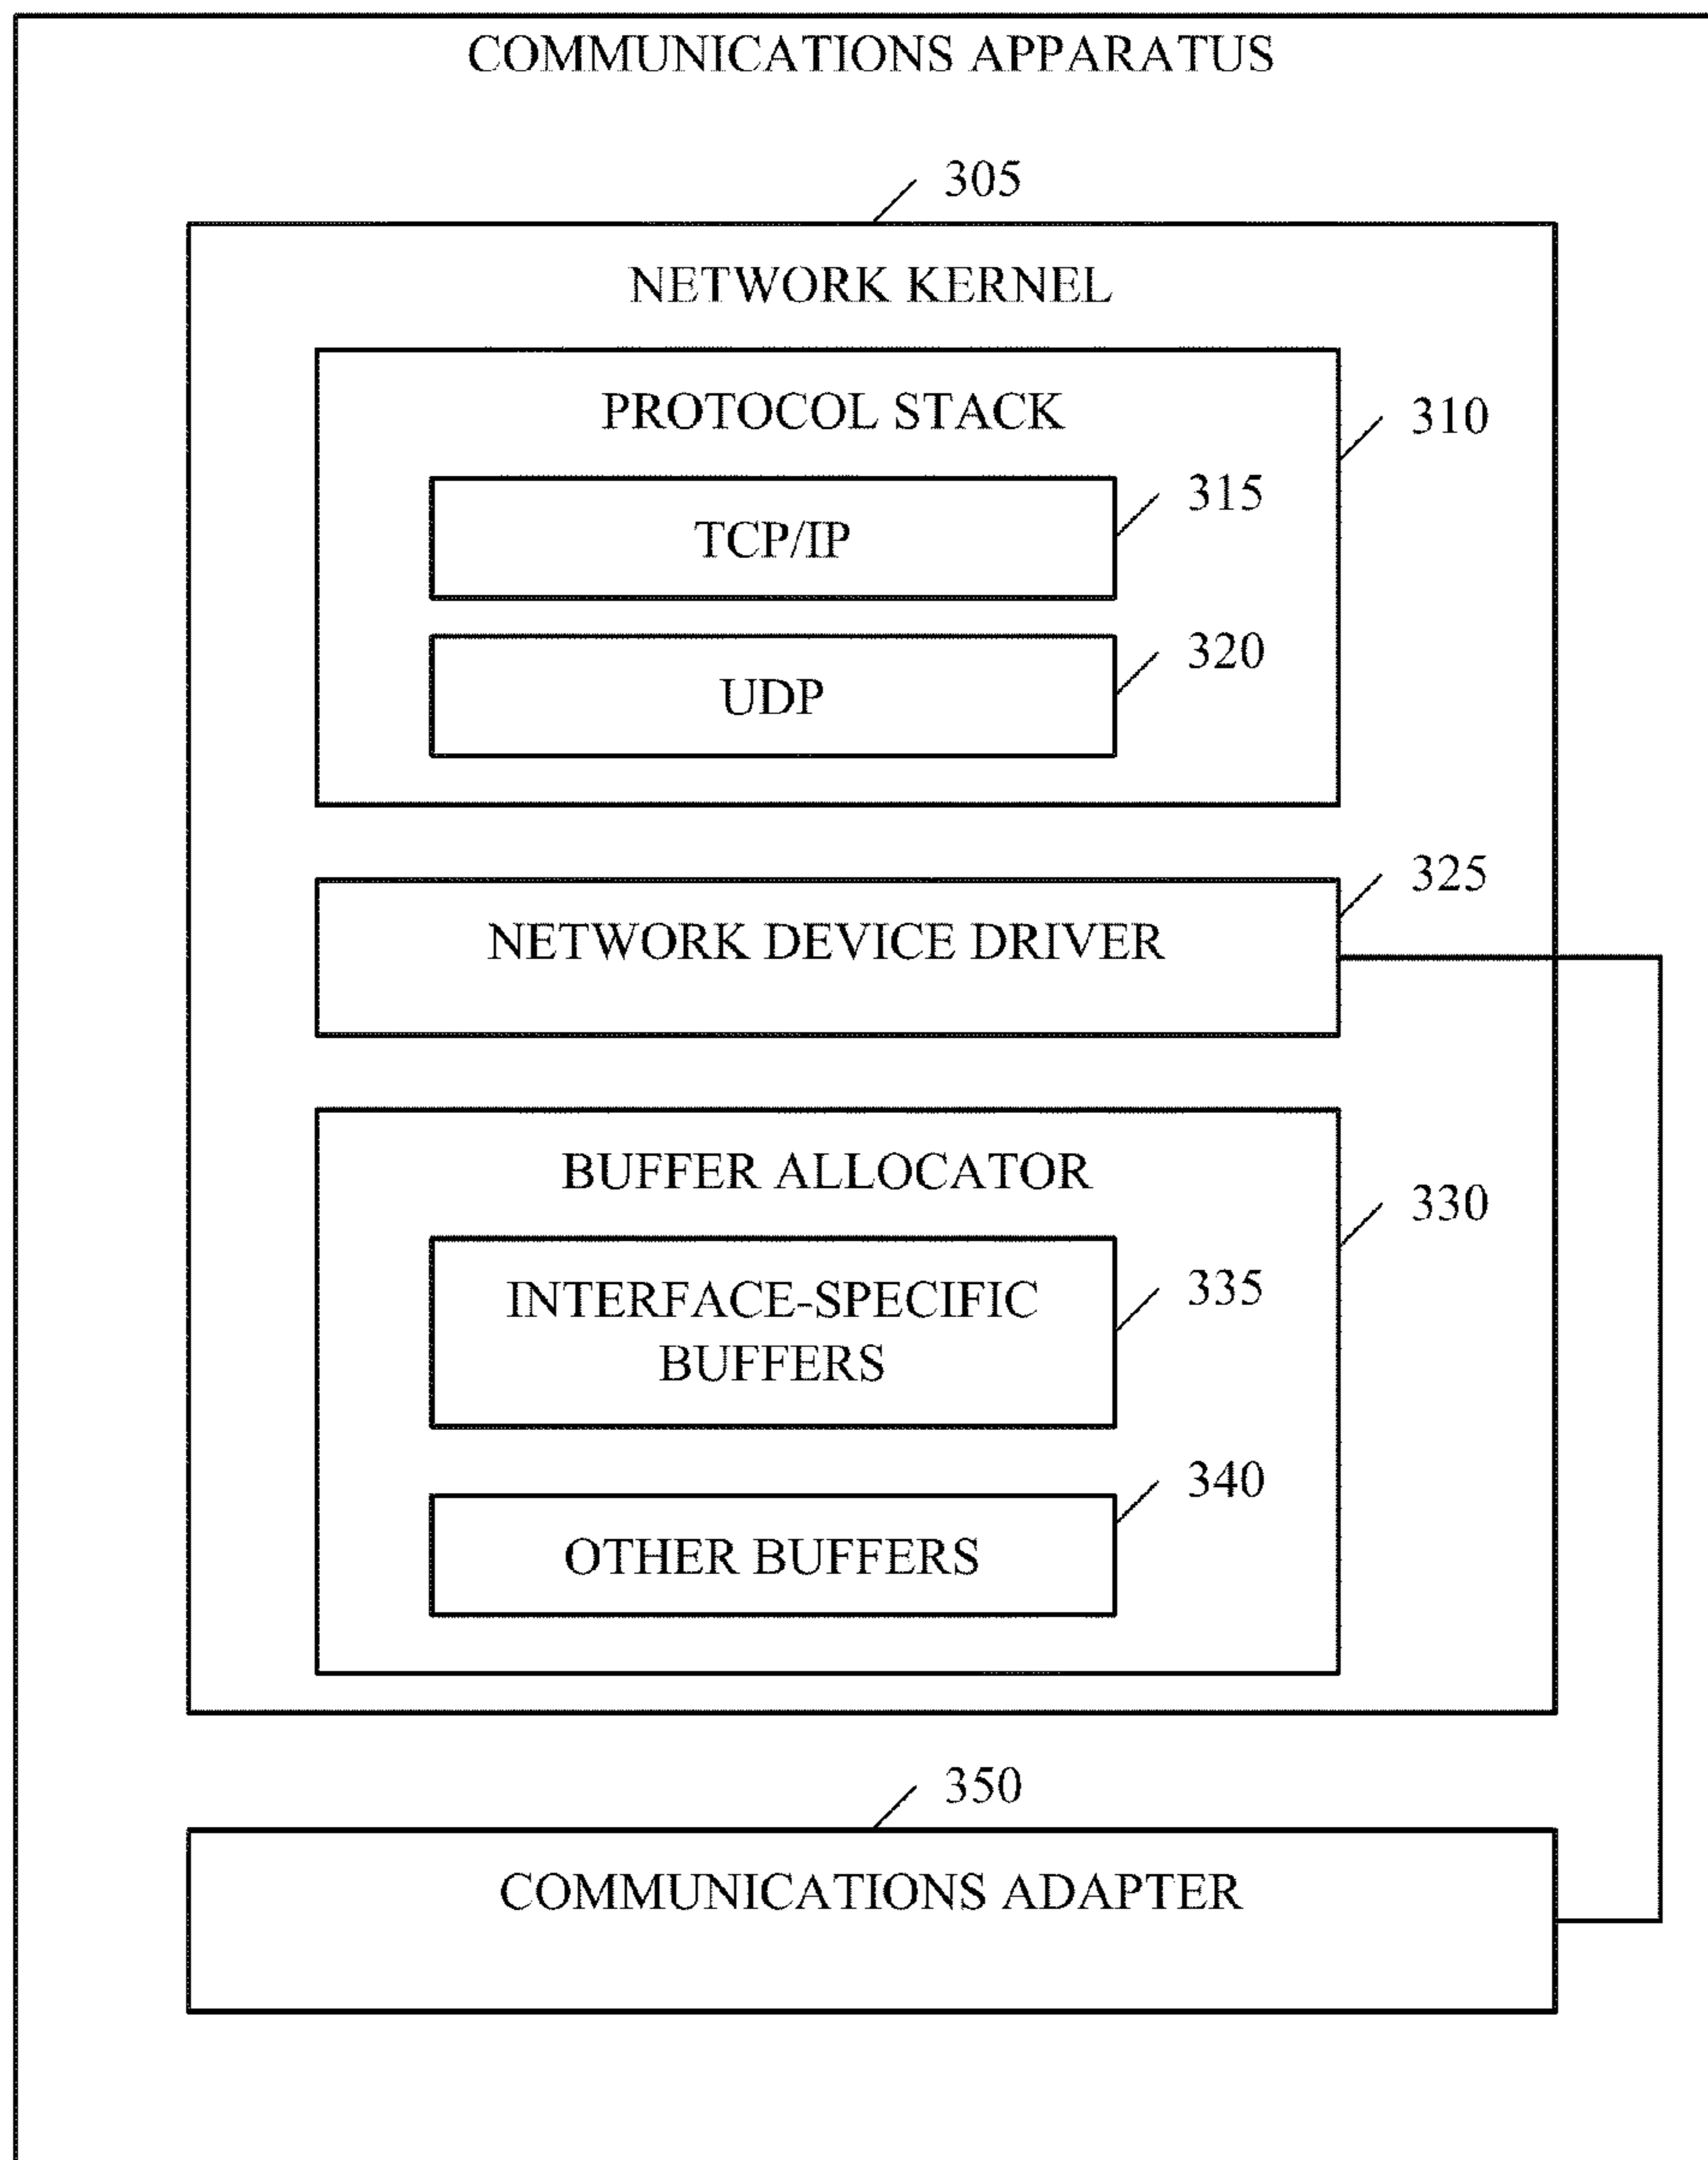 COMMUNICATIONS APPARATUS
305
NETWORK KERNEL
PROTOCOL STACK
310
315
TCP/IP
320
UDP
325
NETWORK DEVICE DRIVER
BUFFER ALLOCATOR
330
335
INTERFACE-SPECIFIC
BUFFERS
340
OTHER BUFFERS
350
COMMUNICATIONS ADAPTER